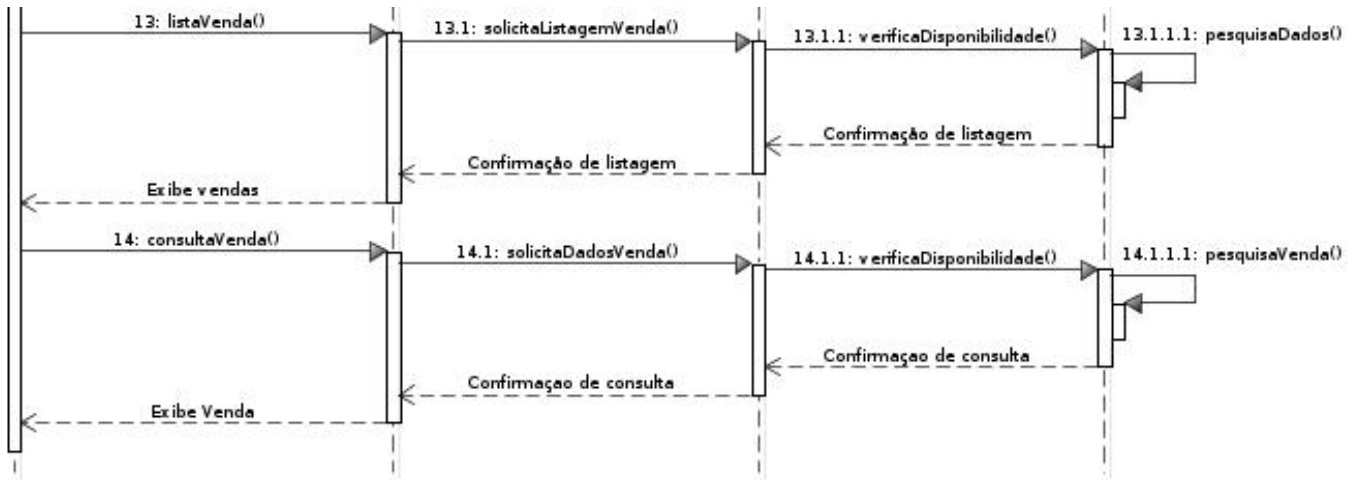 13: listaVenda()
13.1: solicitaListagemVenda()
13.1.1: verificaDisponibilidade()
13.1.1.1: pesquisaDados()
Confirmação de listagem
Confirmação de listagem
Exibe vendas
14: consultaVenda()
14.1: solicitaDadosVenda()
14.1.1: verificaDisponibilidade()
14.1.1.1: pesquisaVenda()
Confirmaçao de consulta
Confirmaçao de consulta
Exibe Venda